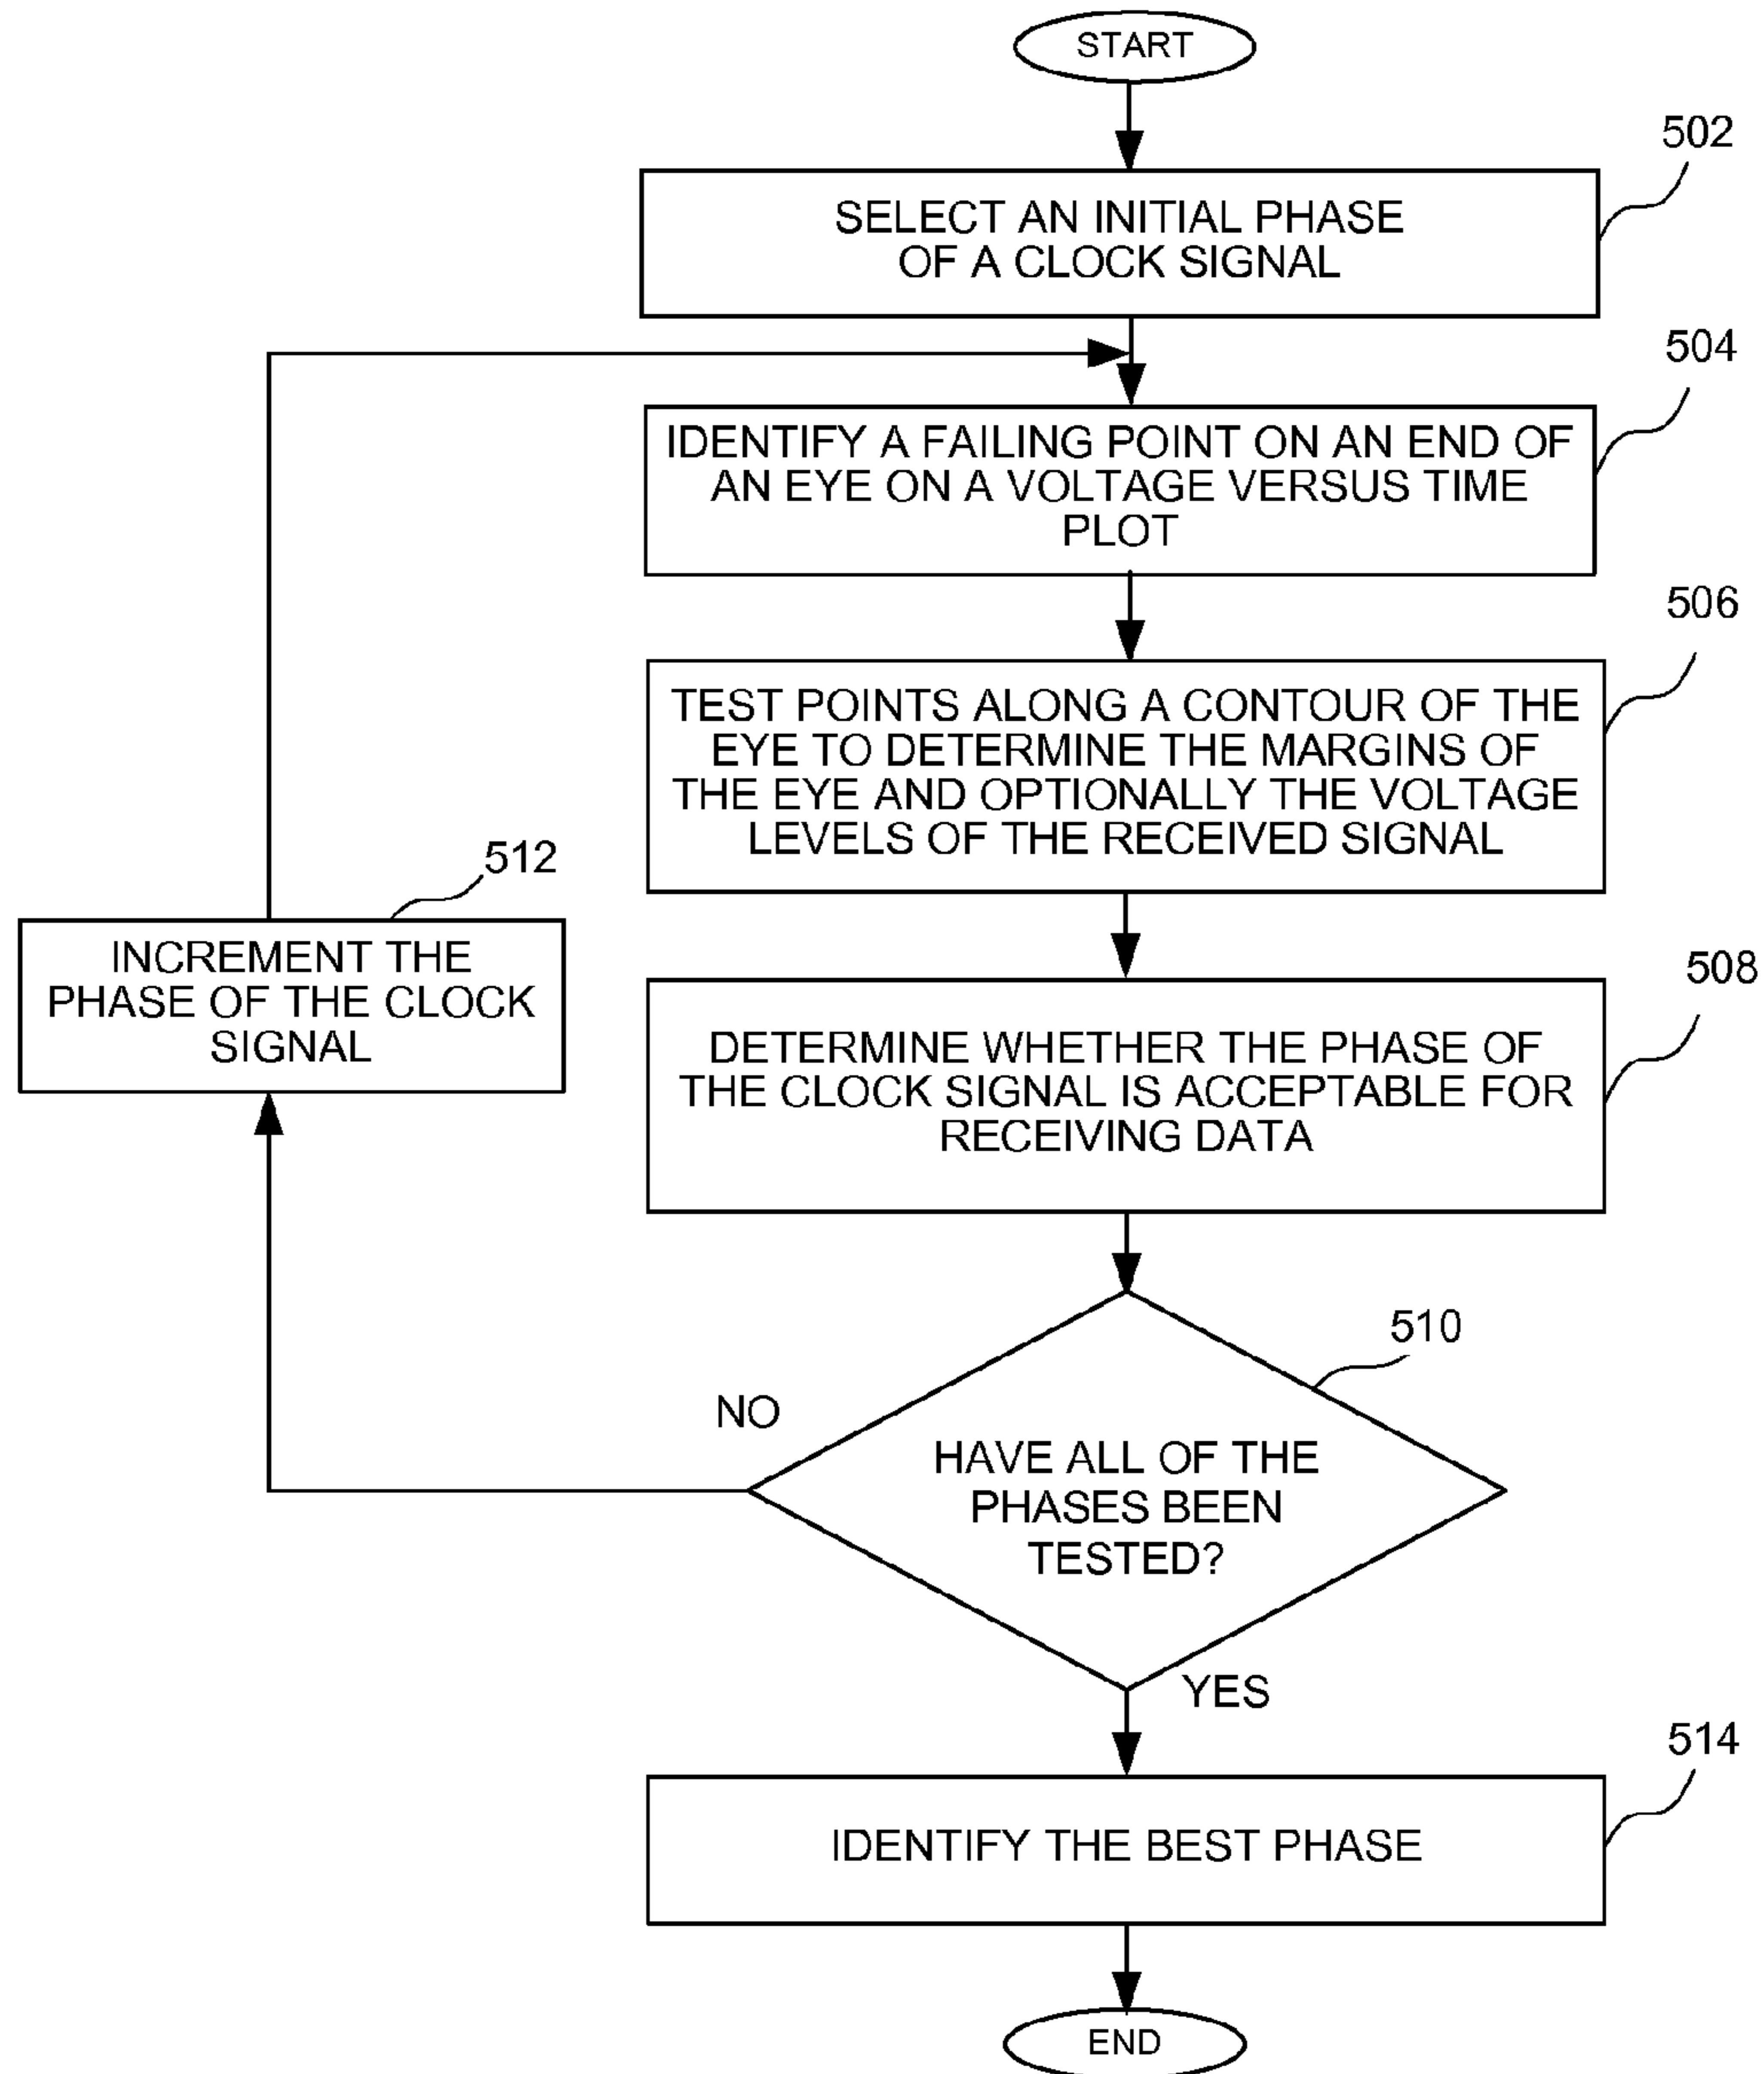 START
502
SELECT AN INITIAL PHASE
OF A CLOCK SIGNAL
504
IDENTIFY A FAILING POINT ON AN END OF
AN EYE ON A VOLTAGE VERSUS TIME
PLOT
506
TEST POINTS ALONG A CONTOUR OF THE
EYE TO DETERMINE THE MARGINS OF
THE EYE AND OPTIONALLY THE VOLTAGE
LEVELS OF THE RECEIVED SIGNAL
512
INCREMENT THE
PHASE OF THE CLOCK
SIGNAL
508
DETERMINE WHETHER THE PHASE OF
THE CLOCK SIGNAL IS ACCEPTABLE FOR
RECEIVING DATA
510
NO
HAVE ALL OF THE
PHASES BEEN
TESTED?
YES
514
IDENTIFY THE BEST PHASE
END